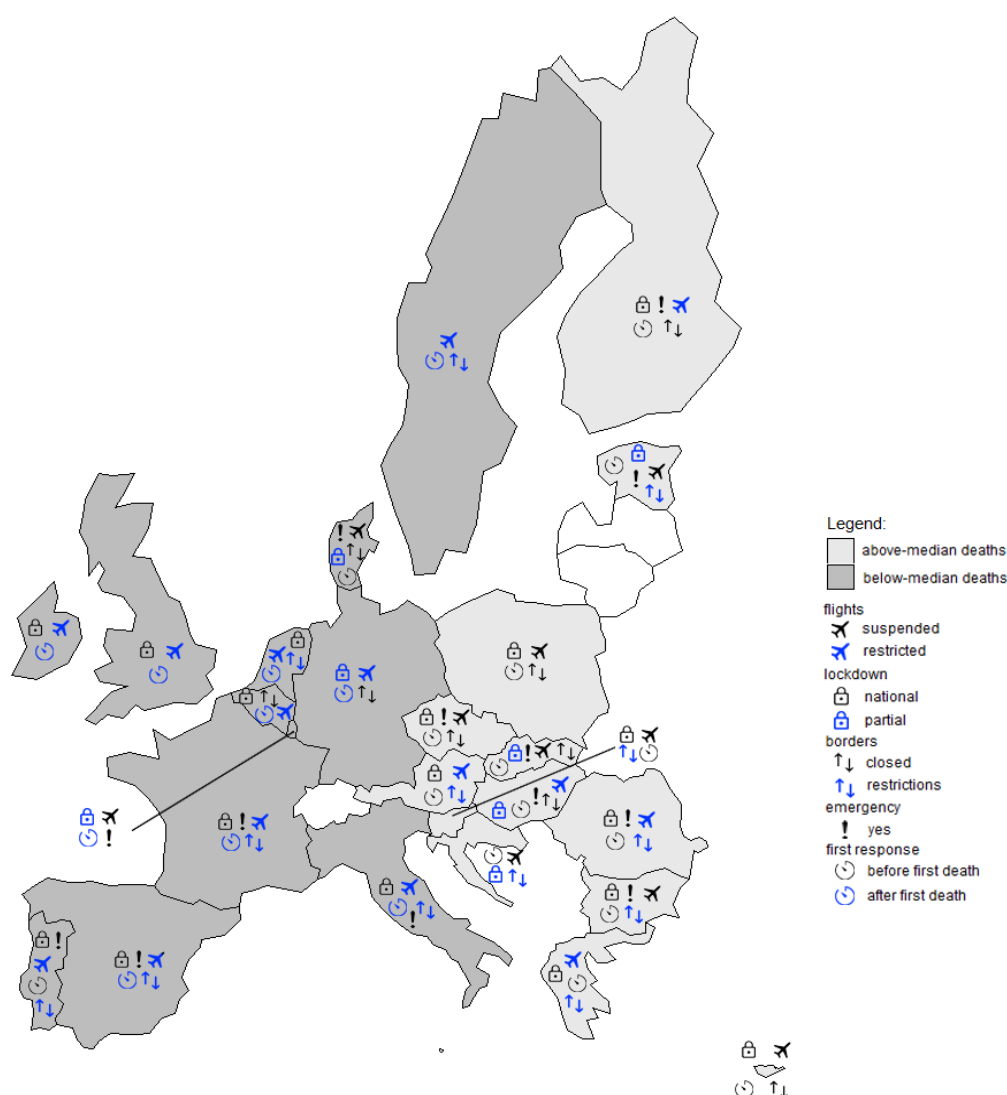 Legend:
above-median deaths
below-median deaths
flights
suspended
restricted
lockdown
national
partial
borders
closed
restrictions
emergency
yes
first response
before first death
after first death